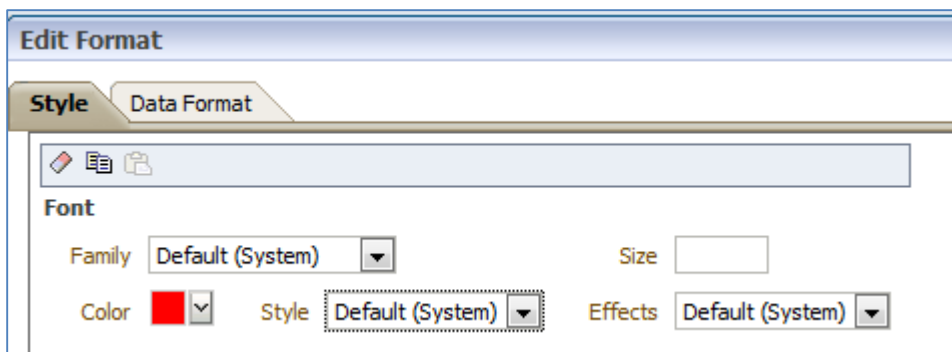 Edit Format
Style Data Format
Font
Family Default (System) Size
Color Style Default (System) Effects Default (System)